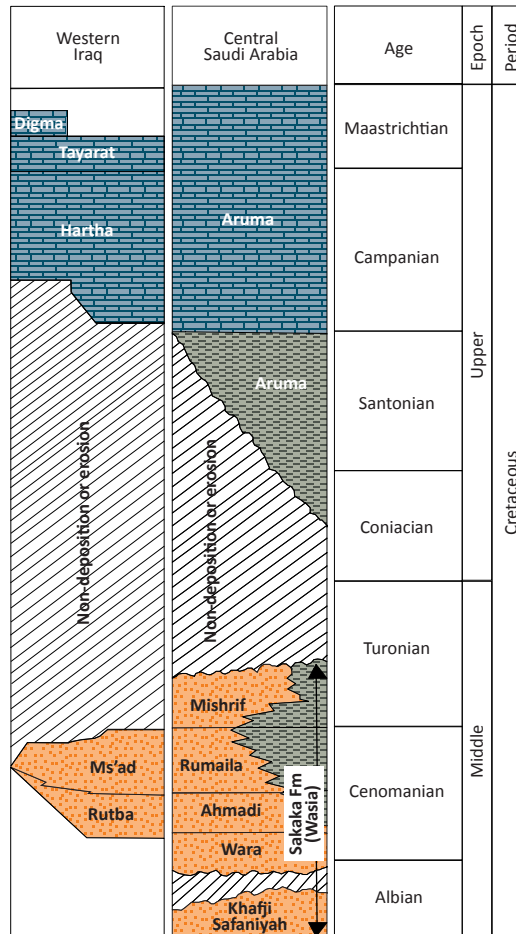 Western
Iraq
Central
Saudi Arabia
Age
Epoch
Period
Digma
Tayarat
Hartha
Non-deposition or erosion
Ms'ad
Rutba
Aruma
Aruma
Non-deposition or erosion
Mishrif
Rumaila
Ahmadi
Wara
Khafji
Safaniyah
Sakaka Fm
(Wasia)
Maastrichtian
Campanian
Santonian
Coniacian
Turonian
Cenomanian
Albian
Upper
Middle
Cretaceous